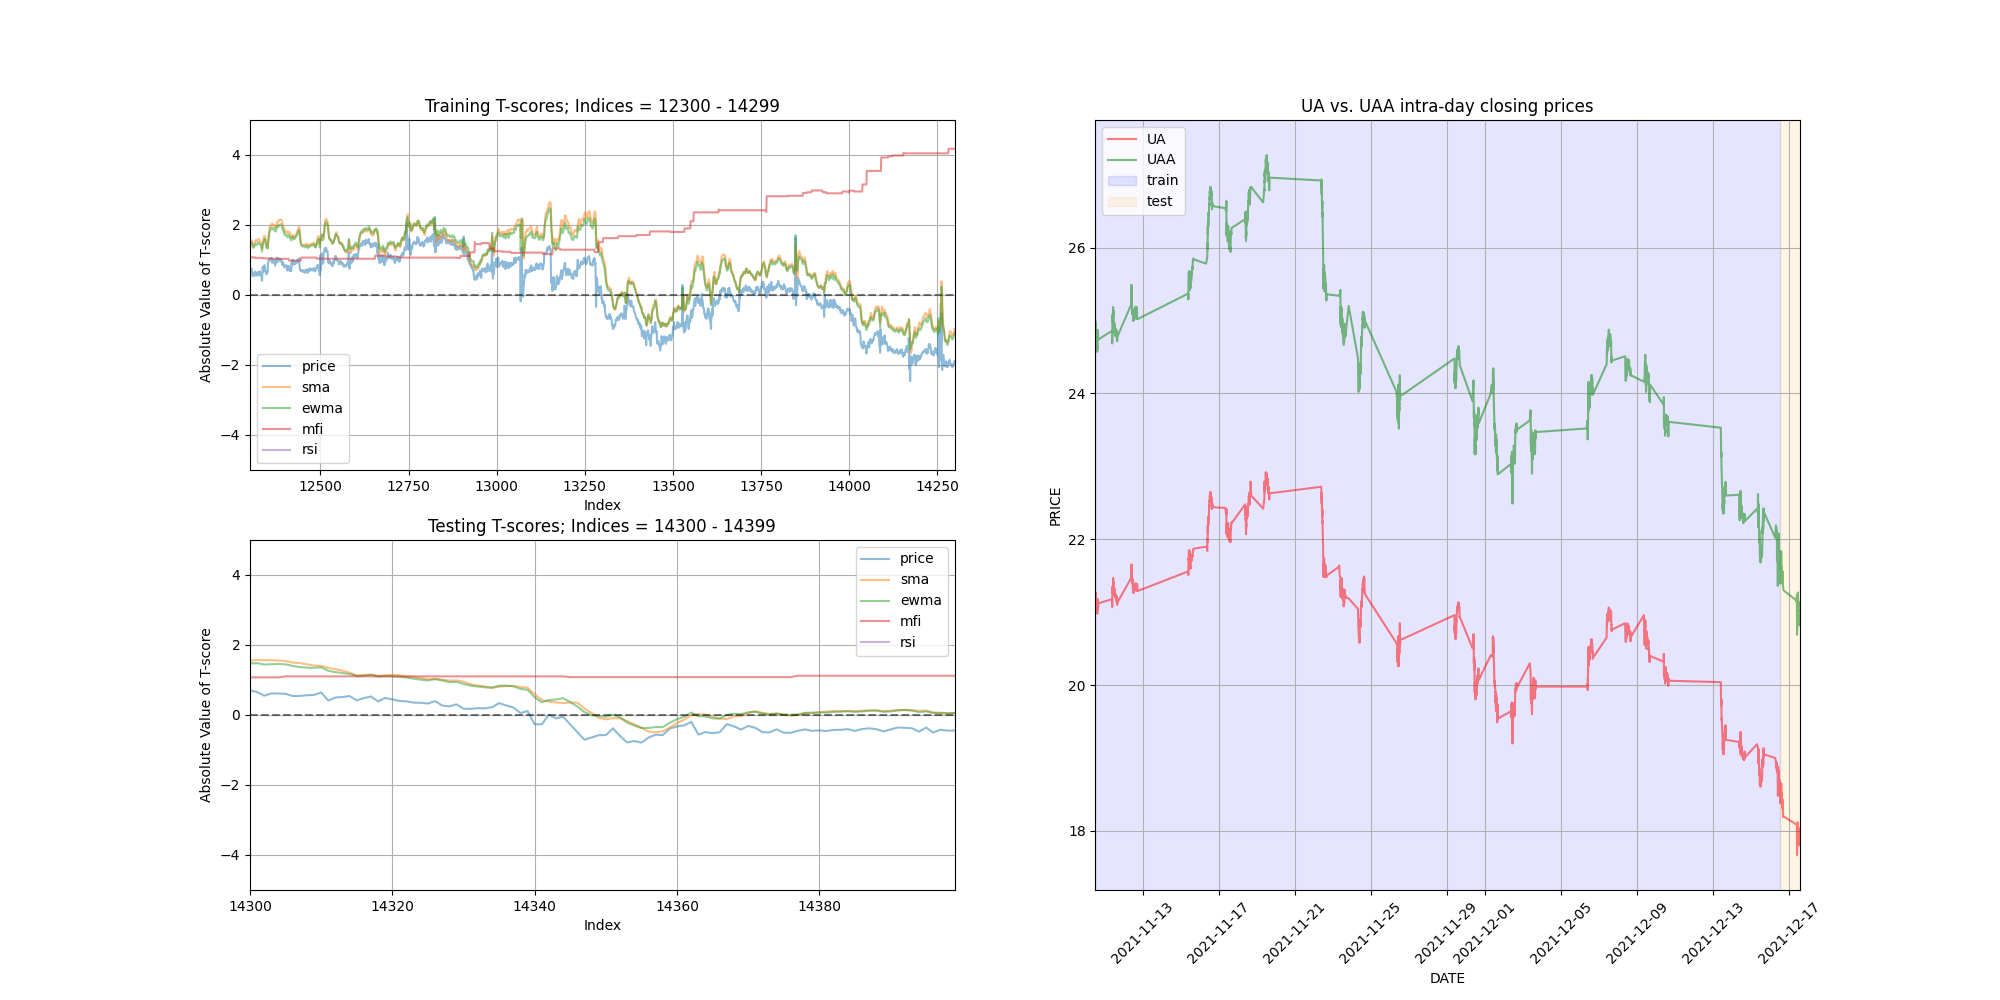 Training T-scores; Indices = 12300 - 14299
Absolute Value of T-score
4
2
0
−2
−4
price
sma
ewma
mfi
rsi
12500
12750
13000
13250
13500
13750
14000
14250
Index
Testing T-scores; Indices = 14300 - 14399
Absolute Value of T-score
4
2
0
−2
−4
price
sma
ewma
mfi
rsi
14300
14320
14340
14360
14380
Index
UA vs. UAA intra-day closing prices
UA
UAA
train
test
PRICE
26
24
22
20
18
2021-11-13
2021-11-17
2021-11-21
2021-11-25
2021-11-29
2021-12-01
2021-12-05
2021-12-09
2021-12-13
2021-12-17
DATE